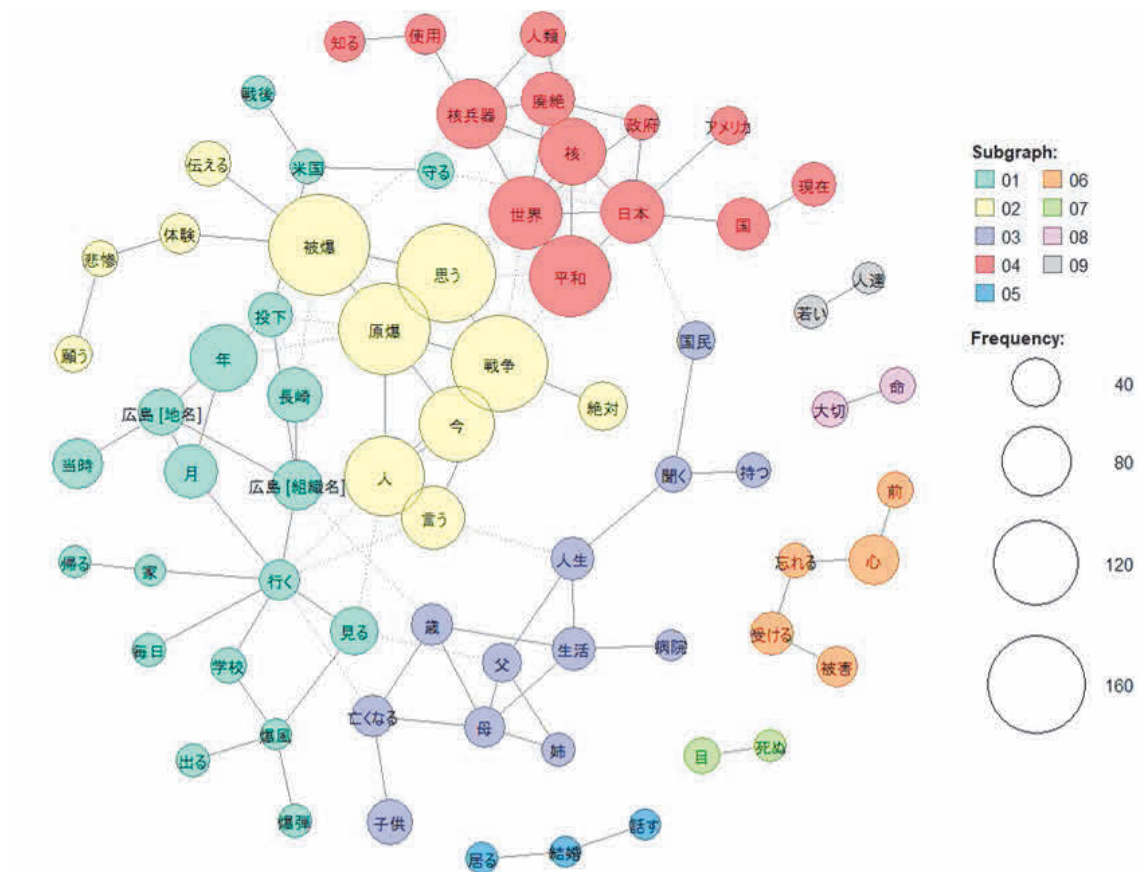 知る
使用
人類
戦後
核兵器
廃絶
政府
アメリカ
核
伝える
米国
守る
世界
日本
国
現在
被爆
体験
悲惨
思う
平和
願う
投下
原爆
年
戦争
国民
人達
若い
長崎
絶対
広島 [地名]
今
命
大切
当時
月
広島 [組織名]
人
言う
聞く
持つ
前
帰る
家
行く
人生
忘れる
心
毎日
見る
歳
生活
病院
受ける
被害
学校
父
亡くなる
母
姉
爆風
出る
目
死ぬ
爆弾
子供
居る
結婚
話す
Subgraph:
01
06
02
07
03
08
04
09
05
Frequency:
40
80
120
160